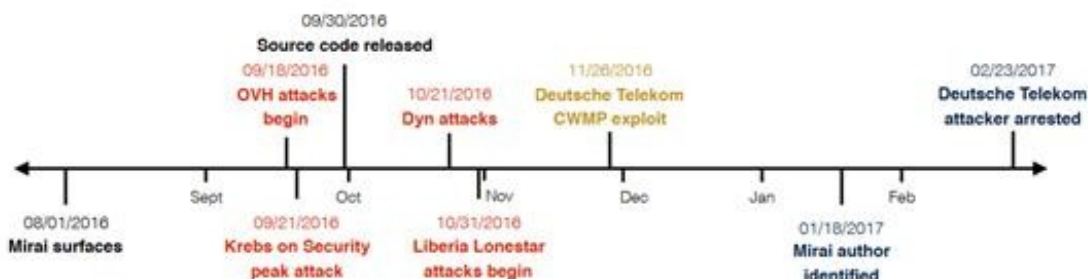 09/30/2016
Source code released
09/18/2016
OVH attacks
begin
10/21/2016
Dyn attacks
11/26/2016
Deutsche Telekom
CWMP exploit
02/23/2017
Deutsche Telekom
attacker arrested
Sept
Oct
Nov
Dec
Jan
Feb
08/01/2016
Mirai surfaces
09/21/2016
Krebs on Security
peak attack
10/31/2016
Liberia Lonestar
attacks begin
01/18/2017
Mirai author
identified